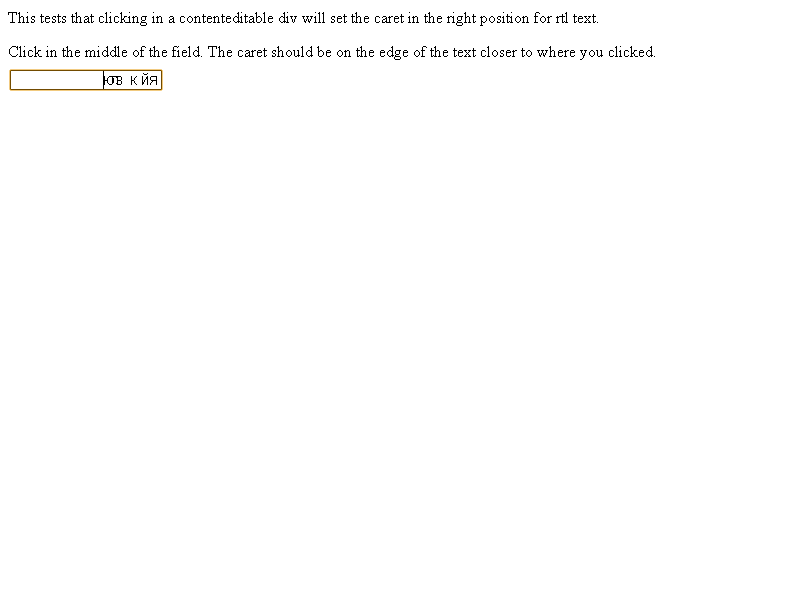 This tests that clicking in a contenteditable div will set the caret in the right position for rtl text.
Click in the middle of the field. The caret should be on the edge of the text closer to where you clicked.
к йя